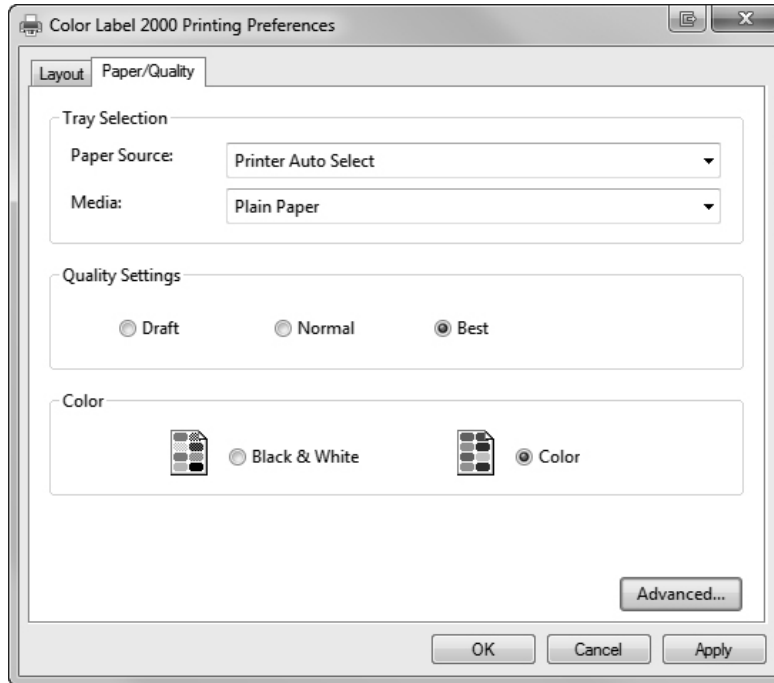 Color Label 2000 Printing Preferences
Layout Paper/Quality
Tray Selection
Paper Source: Printer Auto Select
Media: Plain Paper
Quality Settings
Draft Normal Best
Color
Black & White Color
Advanced...
OK Cancel Apply